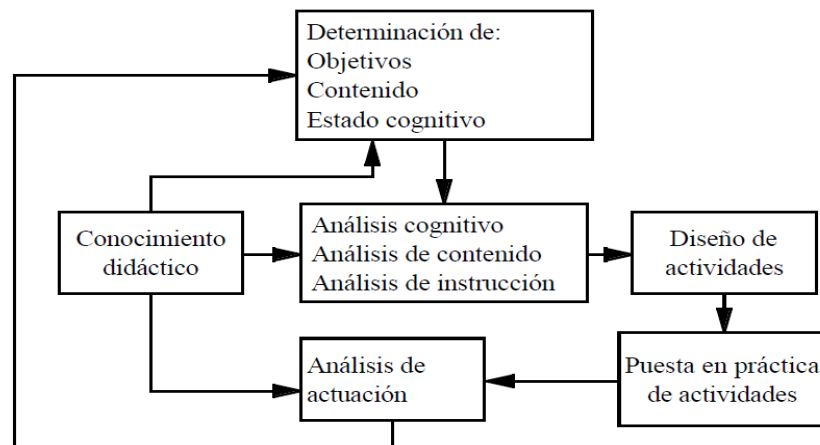 Determinación de:
Objetivos
Contenido
Estado cognitivo
Conocimiento
didáctico
Análisis cognitivo
Análisis de contenido
Análisis de instrucción
Diseño de
actividades
Análisis de
actuación
Puesta en práctica
de actividades